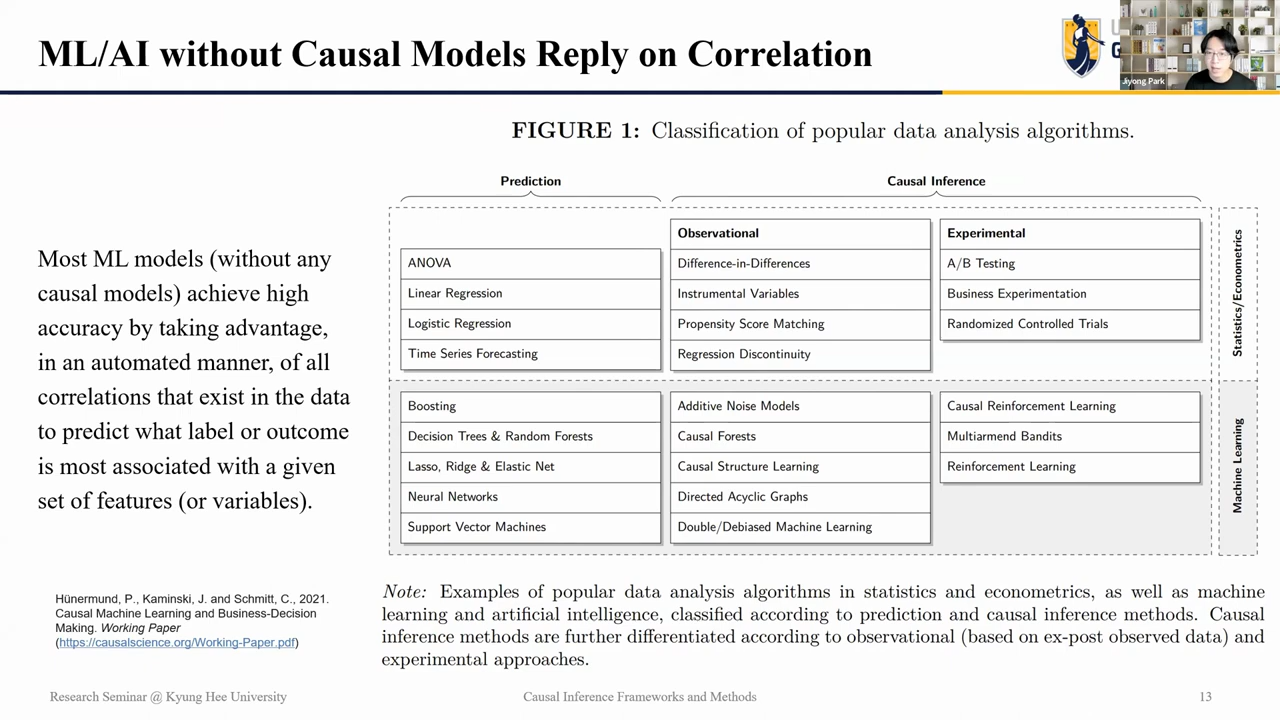 ML/AI without Causal Models Reply on Correlation
U
G
Jiyong Park
FIGURE 1: Classification of popular data analysis algorithms.
Prediction
Causal Inference
Most ML models (without any
causal models) achieve high
accuracy by taking advantage,
in an automated manner, of all
correlations that exist in the data
to predict what label or outcome
is most associated with a given
set of features (or variables).
ANOVA
Linear Regression
Logistic Regression
Time Series Forecasting
Observational
Difference-in-Differences
Instrumental Variables
Propensity Score Matching
Regression Discontinuity
Experimental
A/B Testing
Business Experimentation
Randomized Controlled Trials
Statistics/Econometrics
Boosting
Decision Trees & Random Forests
Lasso, Ridge & Elastic Net
Neural Networks
Support Vector Machines
Additive Noise Models
Causal Forests
Causal Structure Learning
Directed Acyclic Graphs
Double/Debiased Machine Learning
Causal Reinforcement Learning
Multiarmend Bandits
Reinforcement Learning
Machine Learning
Hünermund, P., Kaminski, J. and Schmitt, C., 2021.
Causal Machine Learning and Business-Decision
Making. Working Paper
(https://causalscience.org/Working-Paper.pdf)
Note: Examples of popular data analysis algorithms in statistics and econometrics, as well as machine
learning and artificial intelligence, classified according to prediction and causal inference methods. Causal
inference methods are further differentiated according to observational (based on ex-post observed data) and
experimental approaches.
Research Seminar @ Kyung Hee University
Causal Inference Frameworks and Methods
13